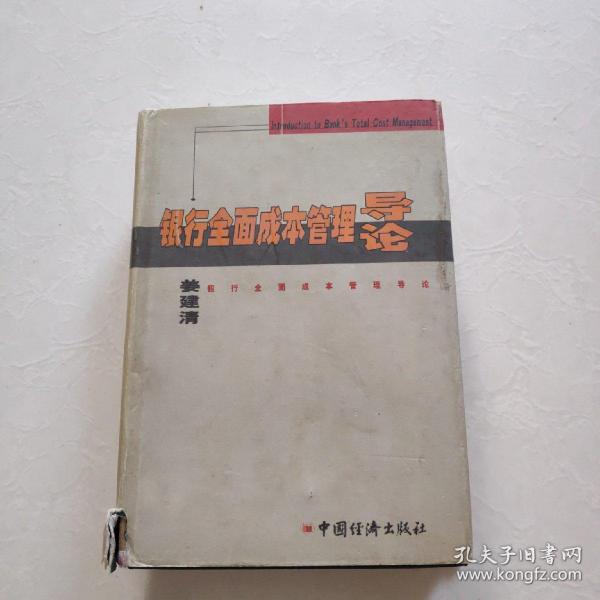 Introduction to Bank's Total Cost Management
银行全面成本管理导论
姜建清
银行全面成本管理导论
中国经济出版社
孔夫子旧书网
www.kongfz.com